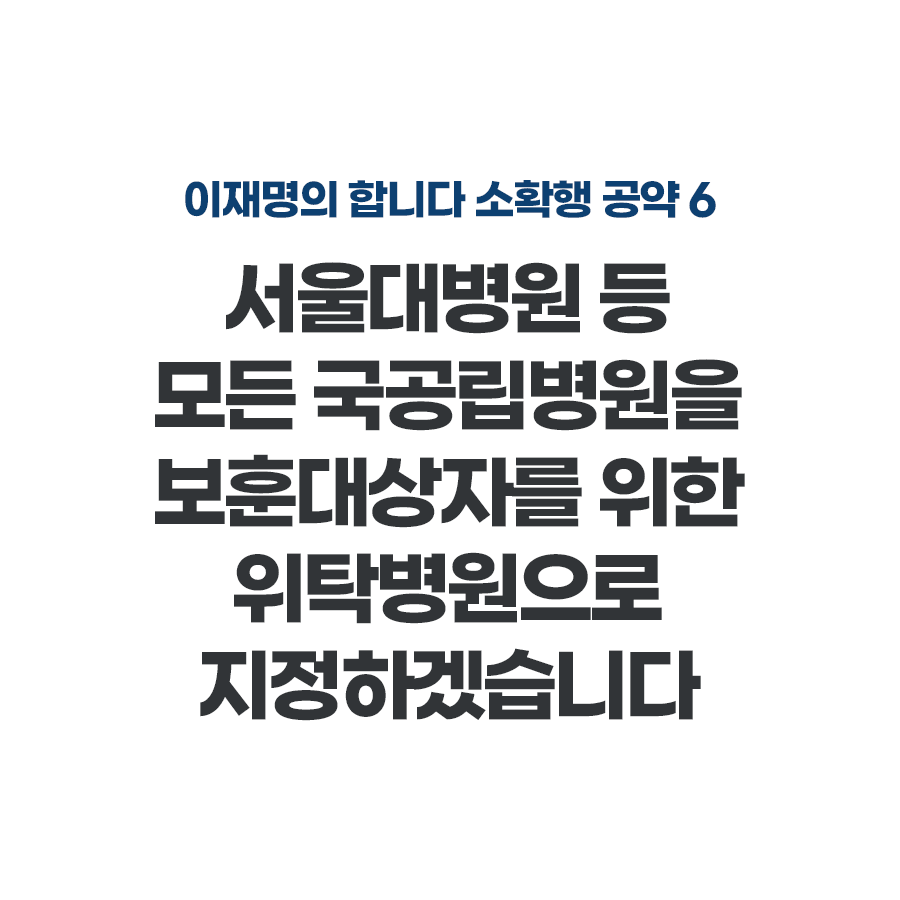 이재명의 합니다 소확행 공약 6
서울대병원 등
모든 국공립병원을
보훈대상자를 위한
위탁병원으로
지정하겠습니다